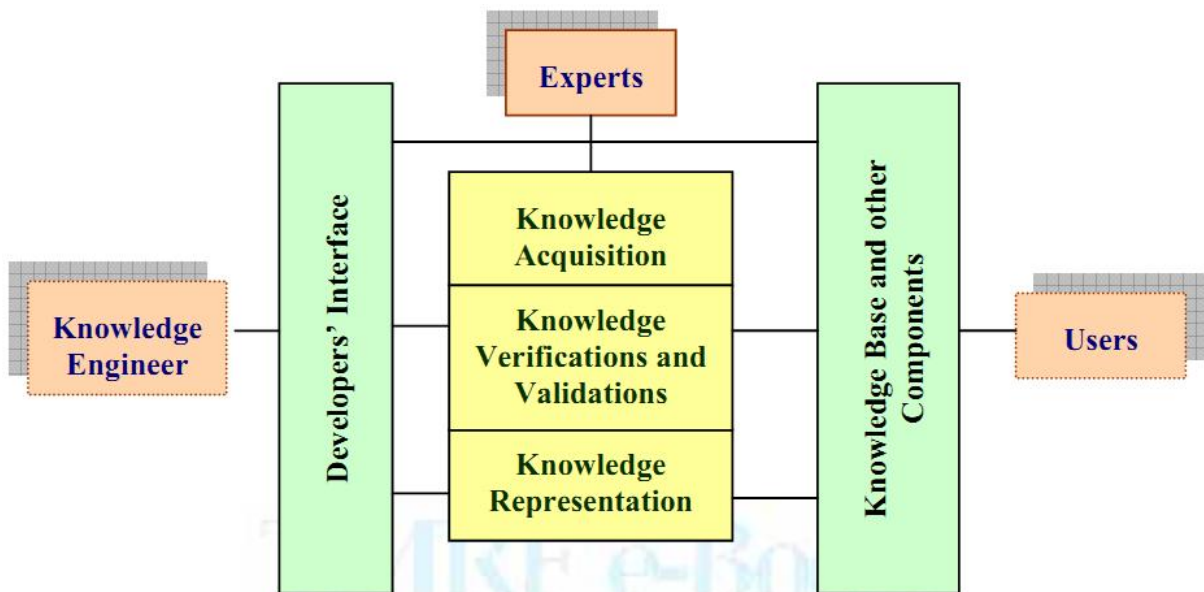 Experts
Developers’ Interface
Knowledge
Acquisition
Knowledge Base and other
Components
Knowledge
Engineer
Knowledge
Verifications and
Validations
Users
Knowledge
Representation